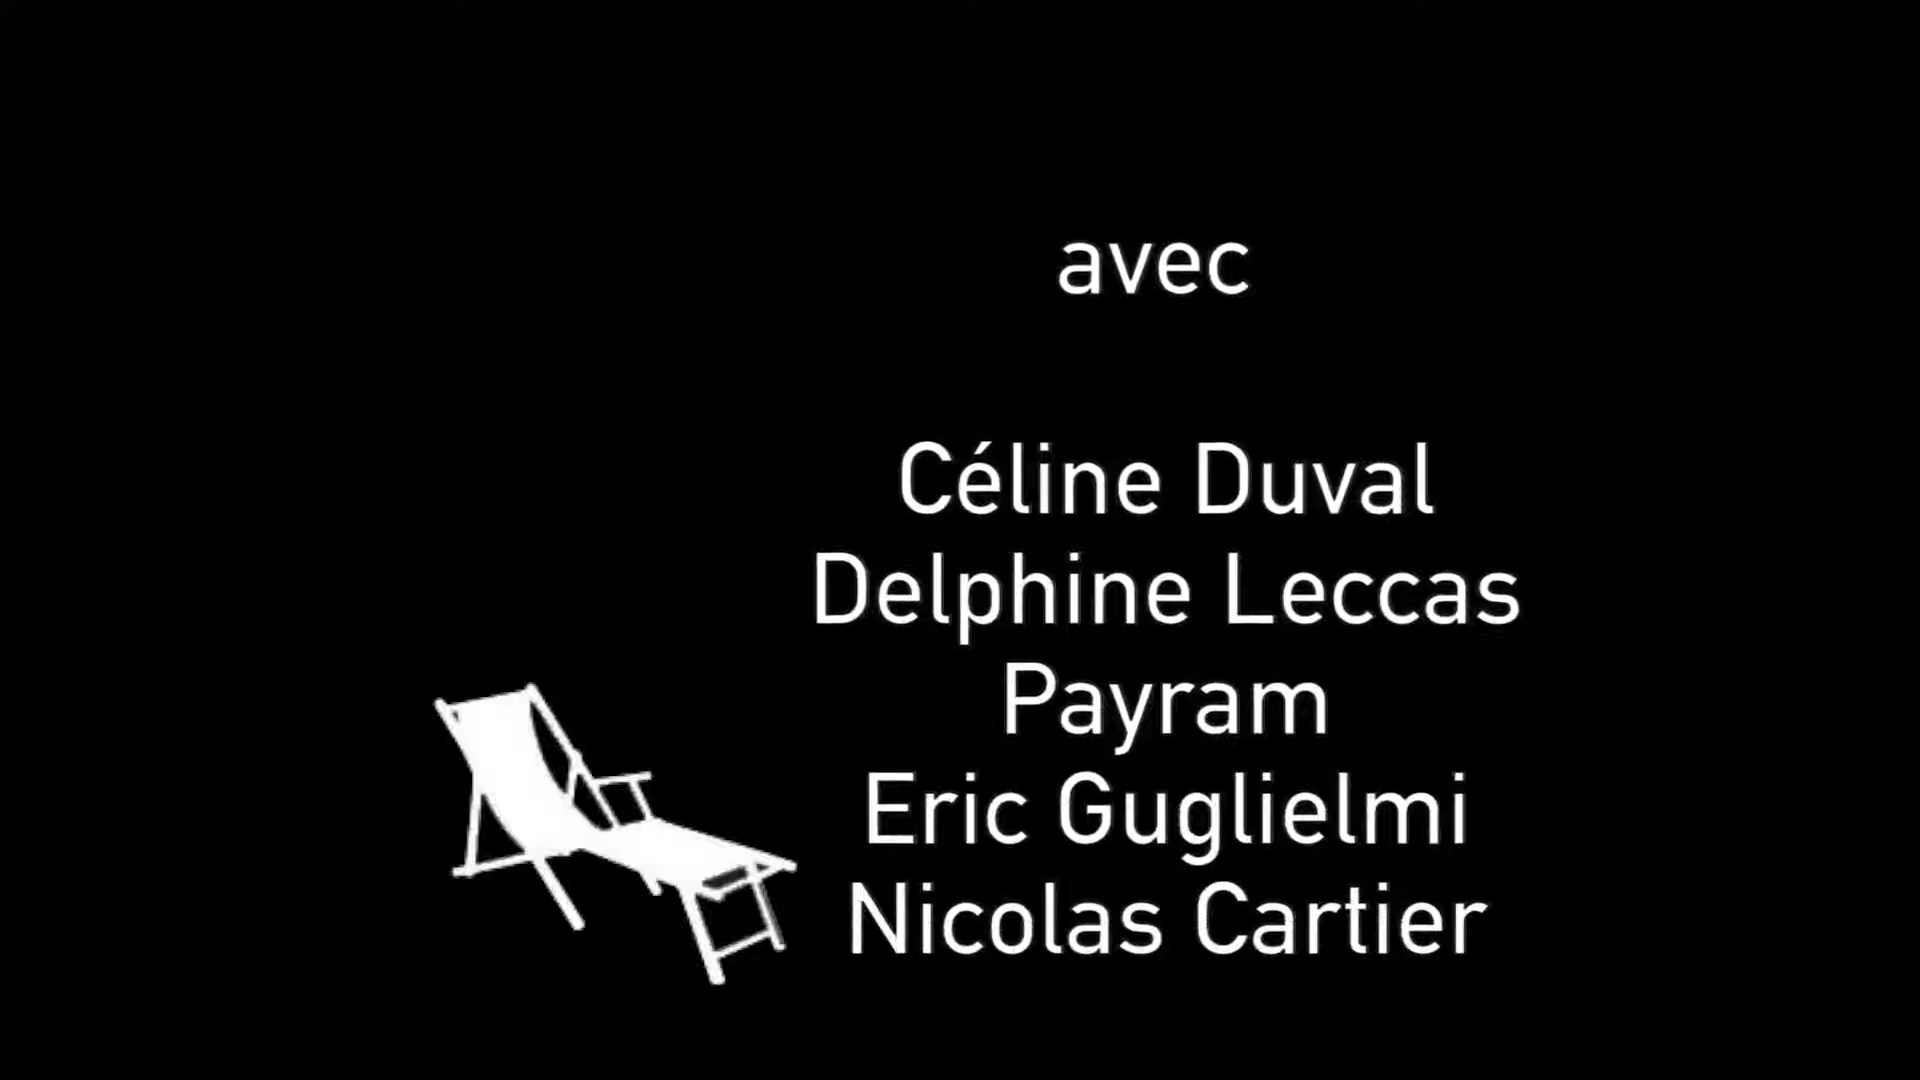 avec
Céline Duval
Delphine Leccas
Payram
Eric Guglielmi
Nicolas Cartier